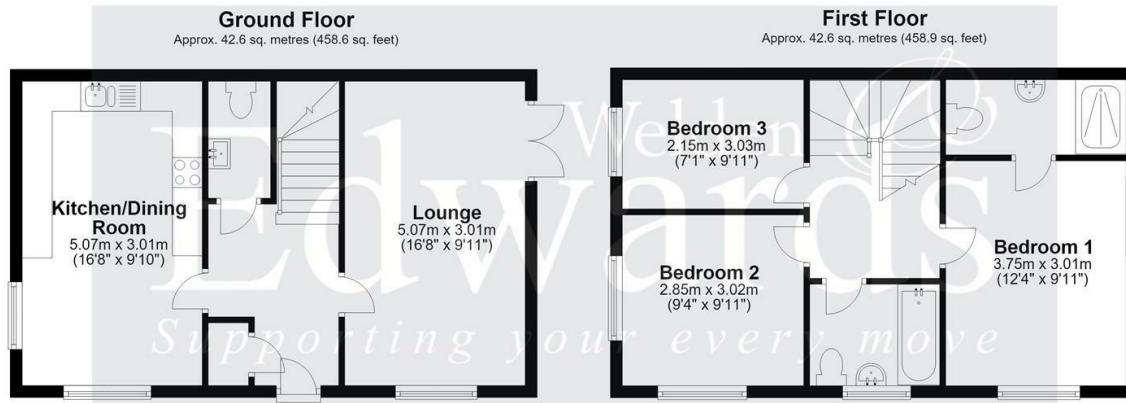 Ground Floor
Approx. 42.6 sq. metres (458.6 sq. feet)
Kitchen/Dining
Room
5.07m x 3.01m
(16'8" x 9'10")
Lounge
5.07m x 3.01m
(16'8" x 9'11")
First Floor
Approx. 42.6 sq. metres (458.9 sq. feet)
Bedroom 3
2.15m x 3.03m
(7'1" x 9'11")
Bedroom 2
2.85m x 3.02m
(9'4" x 9'11")
Bedroom 1
3.75m x 3.01m
(12'4" x 9'11")
Weldon &
Edwards
Supporting your every move